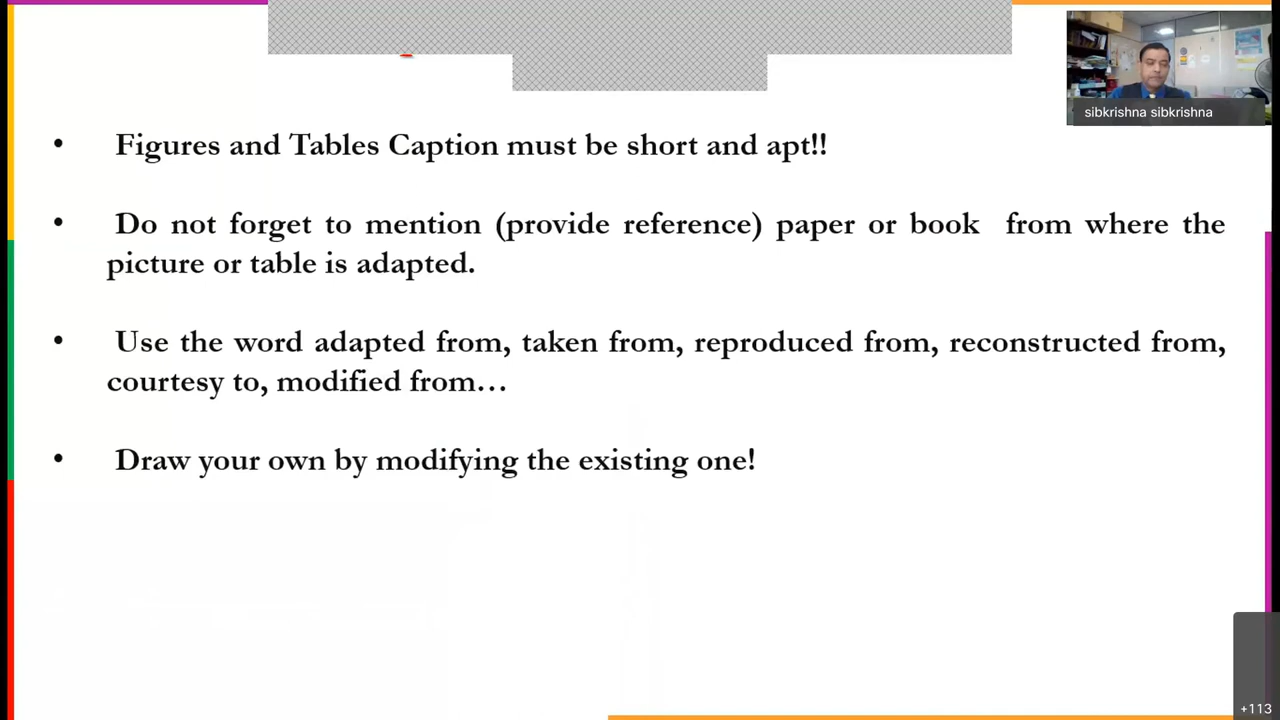 sibkrishna sibkrishna
• Figures and Tables Caption must be short and apt!!
• Do not forget to mention (provide reference) paper or book from where the
picture or table is adapted.
• Use the word adapted from, taken from, reproduced from, reconstructed from,
courtesy to, modified from…
• Draw your own by modifying the existing one!
+113